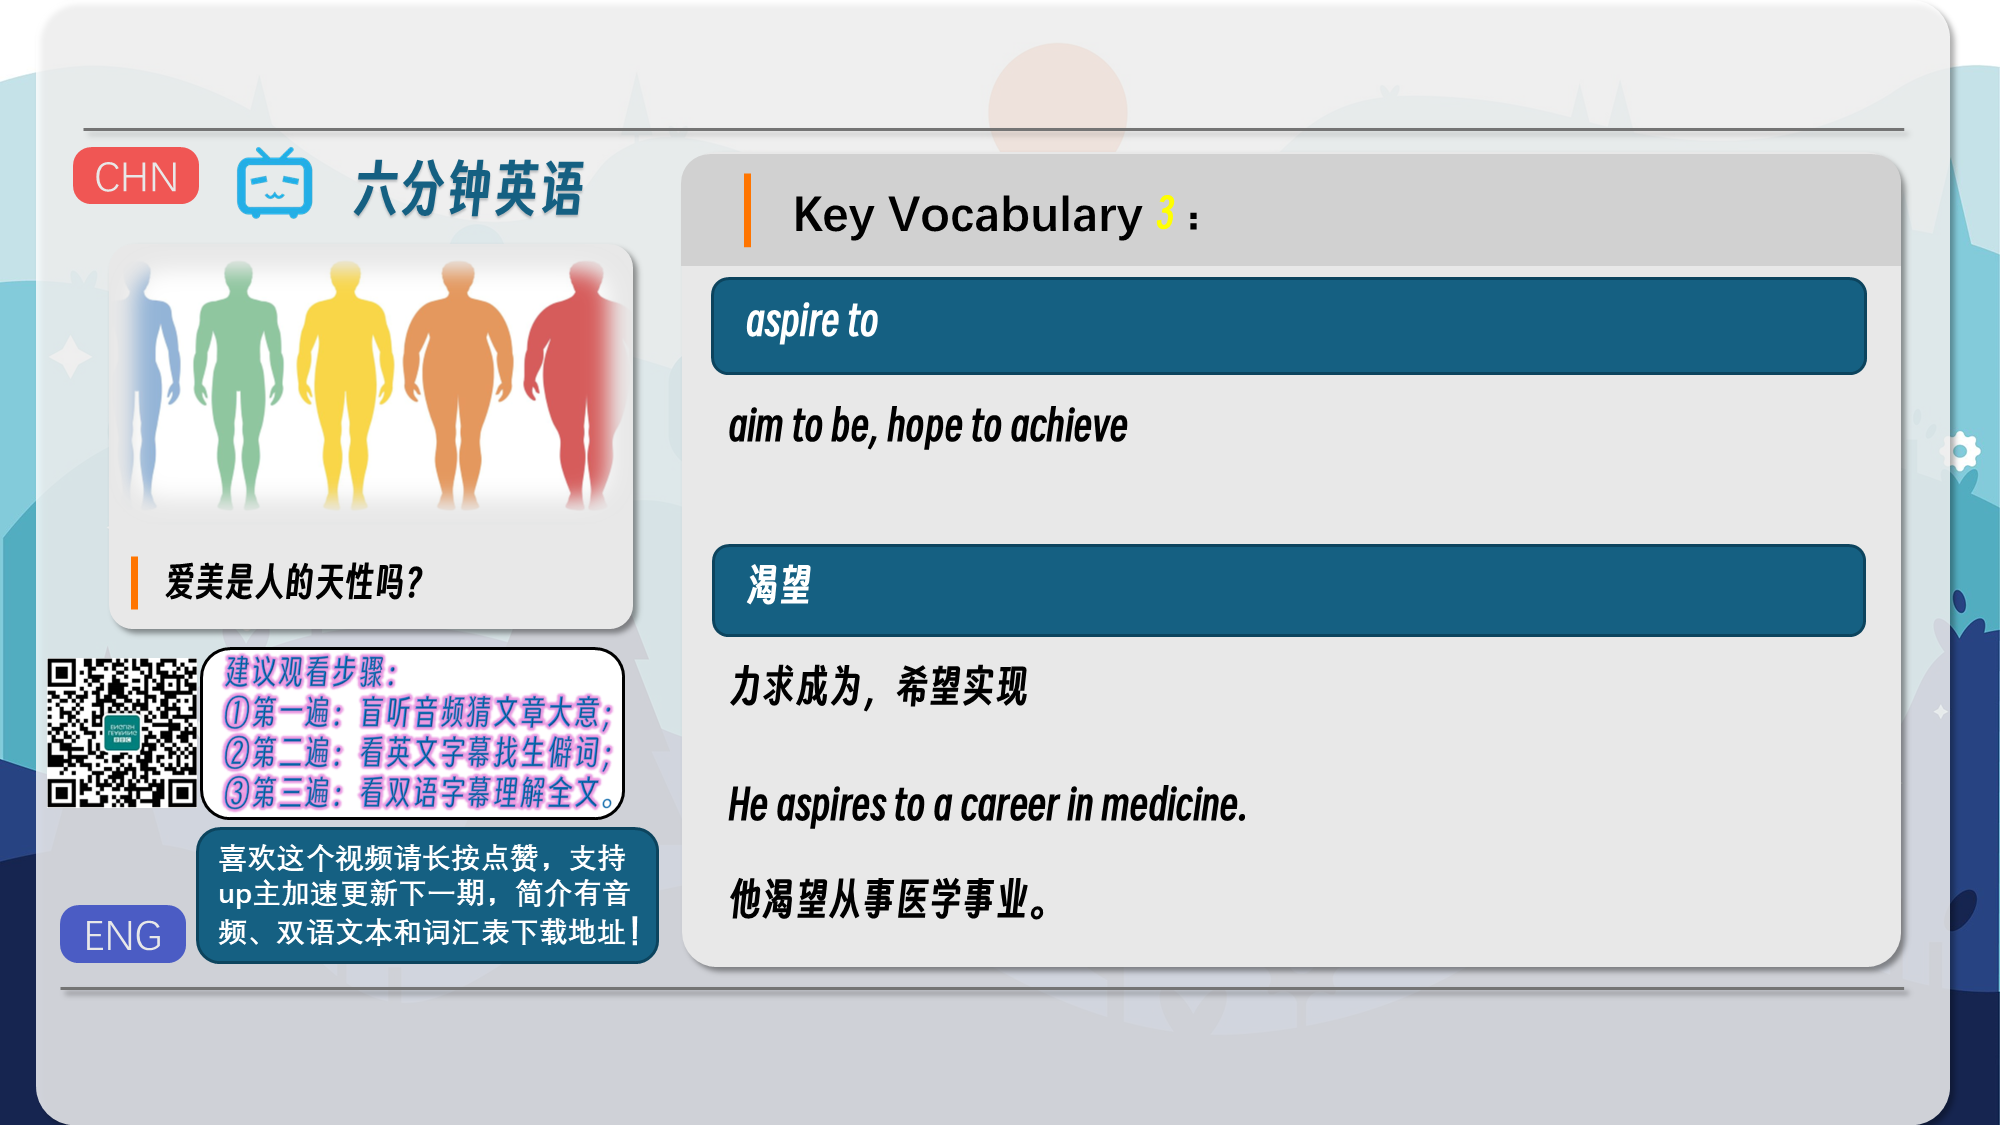 CHN
六分钟英语
爱美是人的天性吗？
建议观看步骤：
①第一遍：盲听音频猜文章大意；
②第二遍：看英文字幕找生僻词；
③第三遍：看双语字幕理解全文。
喜欢这个视频请长按点赞，支持
up主加速更新下一期，简介有音
频、双语文本和词汇表下载地址！
ENG
Key Vocabulary 3：
aspire to
aim to be, hope to achieve
渴望
力求成为，希望实现
He aspires to a career in medicine.
他渴望从事医学事业。